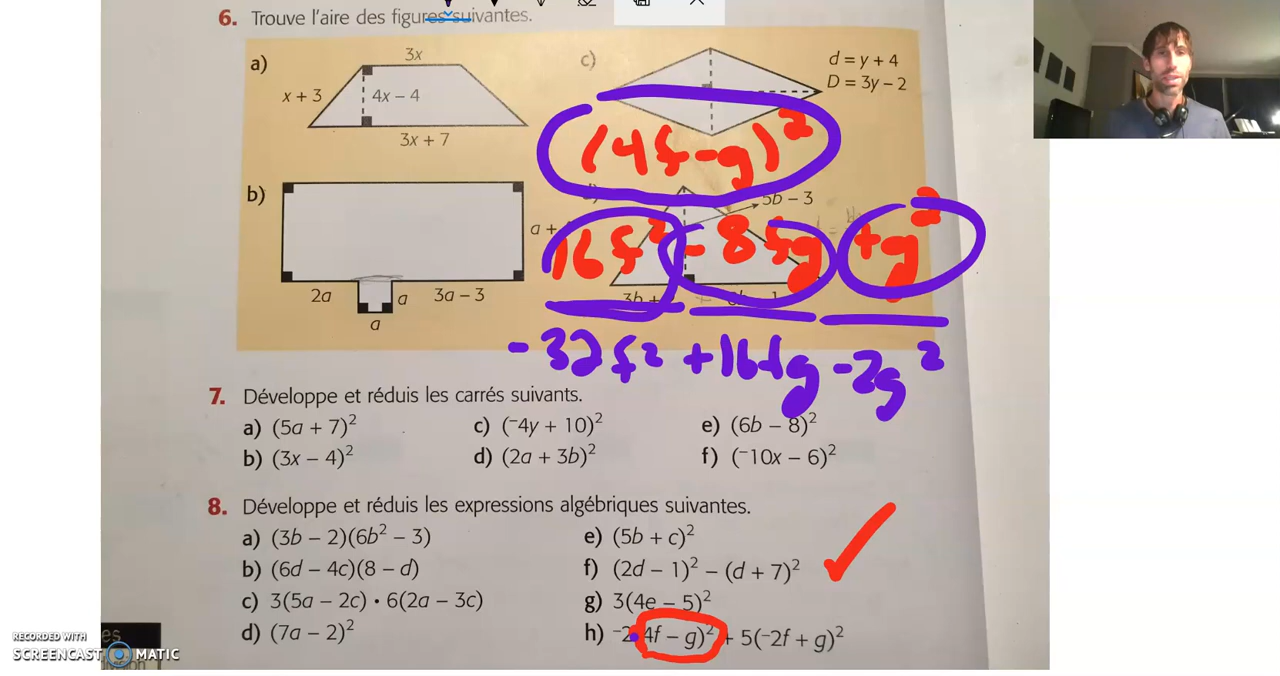 6. Trouve l'aire des figures suivantes.
a)
3x
x + 3
4x – 4
3x + 7
c)
d = y + 4
D = 3y – 2
(4f-g)²
b)
2a
a
3a – 3
a
a +
5b – 3
16f² - 8fg +g²
3b +
-32f² +16fg -2g²
7. Développe et réduis les carrés suivants.
a) (5a + 7)²
c) (⁻4y + 10)²
e) (6b – 8)²
b) (3x – 4)²
d) (2a + 3b)²
f) (⁻10x – 6)²
8. Développe et réduis les expressions algébriques suivantes.
a) (3b – 2)(6b² – 3)
e) (5b + c)²
b) (6d – 4c)(8 – d)
f) (2d – 1)² – (d + 7)²
c) 3(5a – 2c) • 6(2a – 3c)
g) 3(4e – 5)²
d) (7a – 2)²
h) ⁻2(4f – g)² + 5(⁻2f + g)²
es
RECORDED WITH
SCREENCAST MATIC